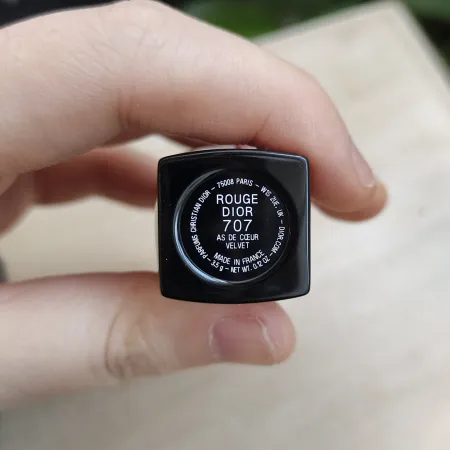 ROUGE
DIOR
707
AS DE CŒUR
VELVET
MADE IN FRANCE
PARFUMS CHRISTIAN DIOR – 75008 PARIS – W1S 2UE, UK – DIOR.COM – 3.5 g – NET WT. 0.12 OZ –